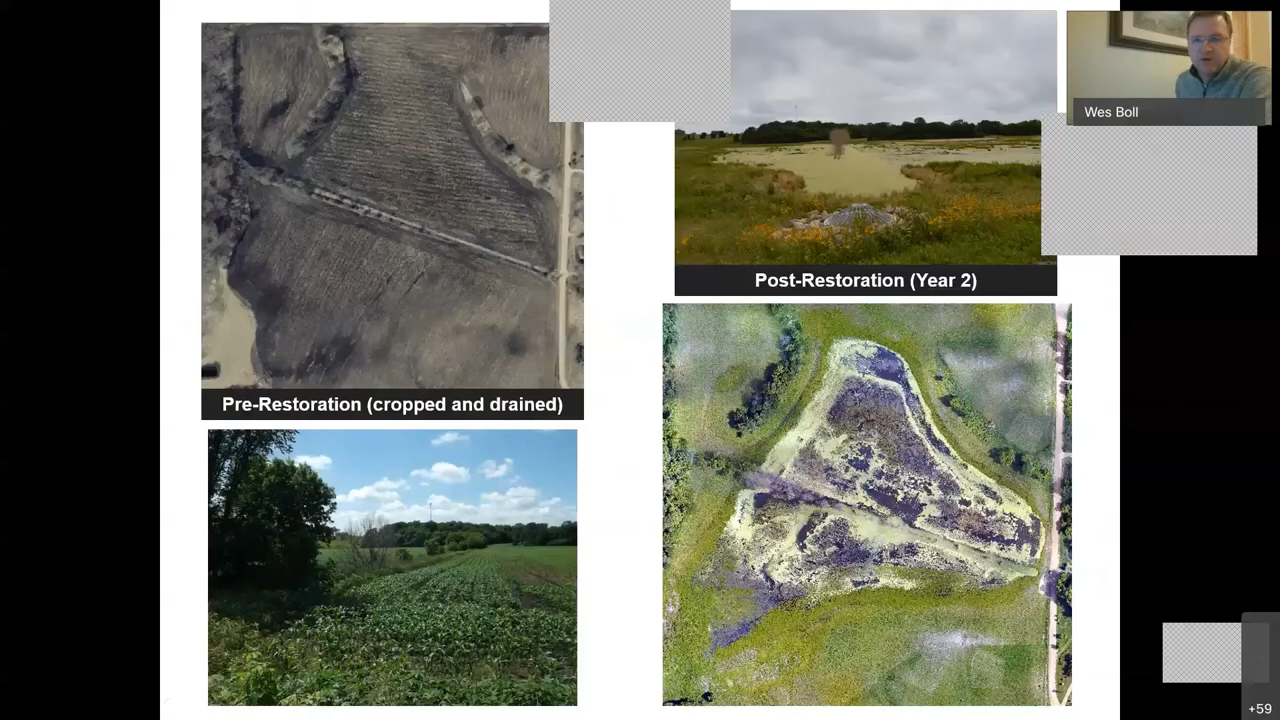 Wes Boll
Post-Restoration (Year 2)
Pre-Restoration (cropped and drained)
+59